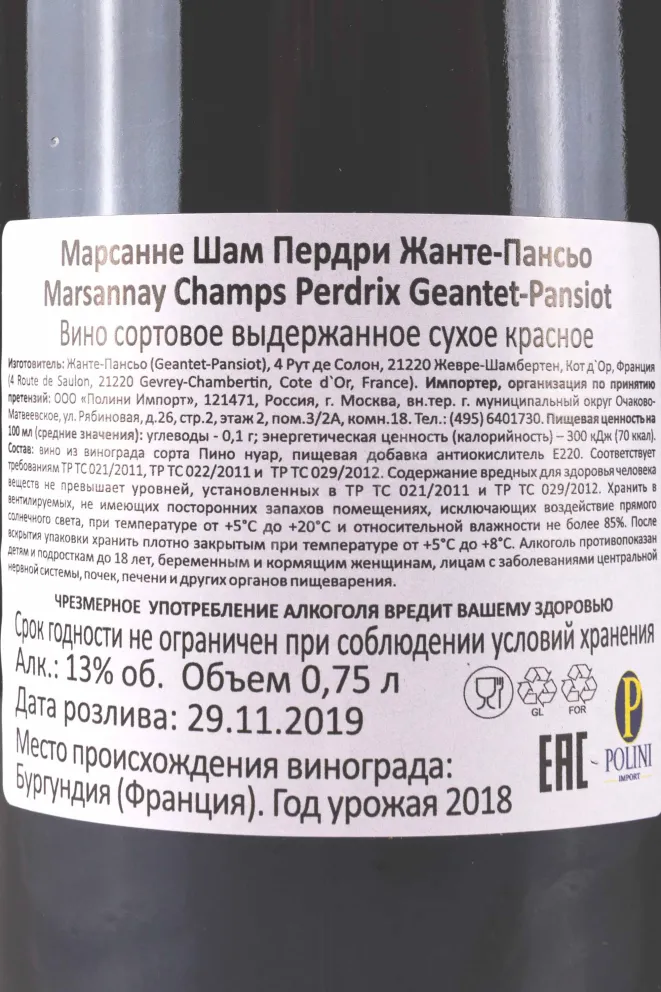 Марсанне Шам Пердри Жанте-Пансьо
Marsannay Champs Perdrix Geantet-Pansiot
Вино сортовое выдержанное сухое красное
Изготовитель: Жанте-Пансьо (Geantet-Pansiot), 4 Рут де Солон, 21220 Жевре-Шамбертен, Кот д`Ор, Франция
(4 Route de Saulon, 21220 Gevrey-Chambertin, Cote d`Or, France). Импортер, организация по принятию
претензий: ООО «Полини Импорт», 121471, Россия, г. Москва, вн.тер. г. муниципальный округ Очаково-
Матвеевское, ул. Рябиновая, д.26, стр.2, этаж 2, пом.3/2А, комн.18. Тел.: (495) 6401730. Пищевая ценность на
100 мл (средние значения): углеводы - 0,1 г; энергетическая ценность (калорийность) – 300 кДж (70 ккал).
Состав: вино из винограда сорта Пино нуар, пищевая добавка антиокислитель Е220. Соответствует
требованиям ТР ТС 021/2011, ТР ТС 022/2011 и ТР ТС 029/2012. Содержание вредных для здоровья человека
веществ не превышает уровней, установленных в ТР ТС 021/2011 и ТР ТС 029/2012. Хранить в
вентилируемых, не имеющих посторонних запахов помещениях, исключающих воздействие прямого
солнечного света, при температуре от +5°С до +20°С и относительной влажности не более 85%. После
вскрытия упаковки хранить плотно закрытым при температуре от +5°С до +8°С. Алкоголь противопоказан
детям и подросткам до 18 лет, беременным и кормящим женщинам, лицам с заболеваниями центральной
нервной системы, почек, печени и других органов пищеварения.
ЧРЕЗМЕРНОЕ УПОТРЕБЛЕНИЕ АЛКОГОЛЯ ВРЕДИТ ВАШЕМУ ЗДОРОВЬЮ
Срок годности не ограничен при соблюдении условий хранения
Алк.: 13% об. Объем 0,75 л
Дата розлива: 29.11.2019
Место происхождения винограда:
Бургундия (Франция). Год урожая 2018
GL
FOR
EAC
P
POLINI
IMPORT